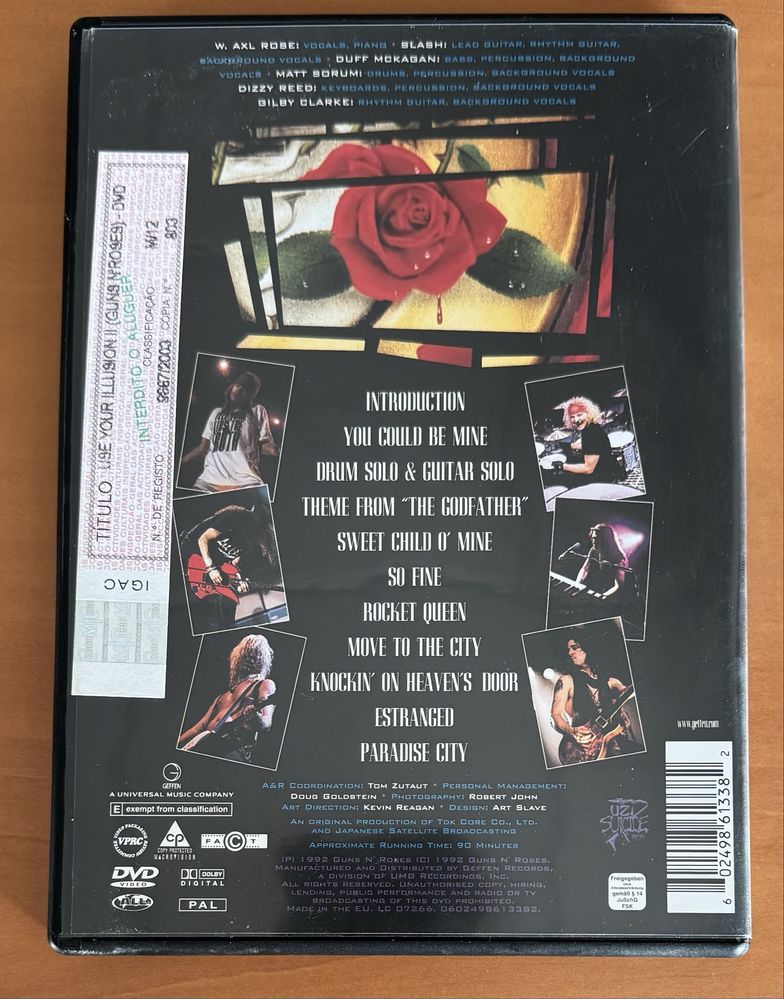 W. AXL ROSE: VOCALS, PIANO • SLASH: LEAD GUITAR, RHYTHM GUITAR,
BACKGROUND VOCALS • DUFF MCKAGAN: BASS, PERCUSSION, BACKGROUND
VOCALS • MATT SORUM: DRUMS, PERCUSSION, BACKGROUND VOCALS
DIZZY REED: KEYBOARDS, PERCUSSION, BACKGROUND VOCALS
GILBY CLARKE: RHYTHM GUITAR, BACKGROUND VOCALS
TITULO : USE YOUR ILLUSION II (GUNS N'ROSES) - DVD
INTERDITO O ALUGUER
CLASSIFICAÇÃO M/12
N.º DE REGISTO 3867/2003 COPIA N.º 803
IGAC
INTRODUCTION
YOU COULD BE MINE
DRUM SOLO & GUITAR SOLO
THEME FROM "THE GODFATHER"
SWEET CHILD O' MINE
SO FINE
ROCKET QUEEN
MOVE TO THE CITY
KNOCKIN' ON HEAVEN'S DOOR
ESTRANGED
PARADISE CITY
www.geffen.com
GEFFEN
A UNIVERSAL MUSIC COMPANY
E exempt from classification
VPRC
CP
COPY PROTECTED
MACROVISION
FACT
DVD
VIDEO
DOLBY
DIGITAL
PAL
A&R COORDINATION: TOM ZUTAUT • PERSONAL MANAGEMENT:
DOUG GOLDSTEIN • PHOTOGRAPHY: ROBERT JOHN
ART DIRECTION: KEVIN REAGAN • DESIGN: ART SLAVE
AN ORIGINAL PRODUCTION OF TDK CORE CO., LTD.
AND JAPANESE SATELLITE BROADCASTING
APPROXIMATE RUNNING TIME: 90 MINUTES
(P) 1992 GUNS N' ROSES (C) 1992 GUNS N' ROSES.
MANUFACTURED AND DISTRIBUTED BY GEFFEN RECORDS,
A DIVISION OF UMG RECORDINGS, INC.
ALL RIGHTS RESERVED. UNAUTHORISED COPY, HIRING,
LENDING, PUBLIC PERFORMANCE AND RADIO OR TV
BROADCASTING OF THIS DVD PROHIBITED.
MADE IN THE EU. LC 07266. 0602498613382.
UZI
SUICIDE
Freigegeben
ohne
Altersbeschränkung
gemäß § 14
JuSchG
FSK
6 02498 61338 2